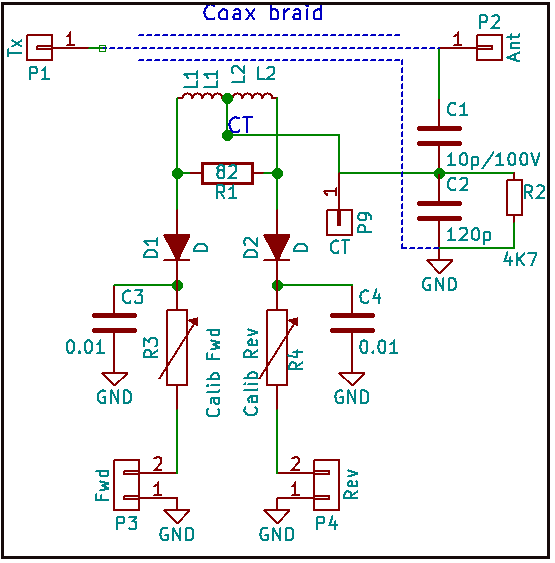 Coax braid
Tx
1
P1
P2
1
Ant
L1
L1
L2
L2
CT
C1
10p/100V
82
R1
1
P9
CT
C2
120p
R2
4K7
GND
D1
D
D2
D
C3
0.01
GND
R3
Calib Fwd
Calib Rev
R4
C4
0.01
GND
Fwd
2
1
P3
GND
2
1
Rev
P4
GND